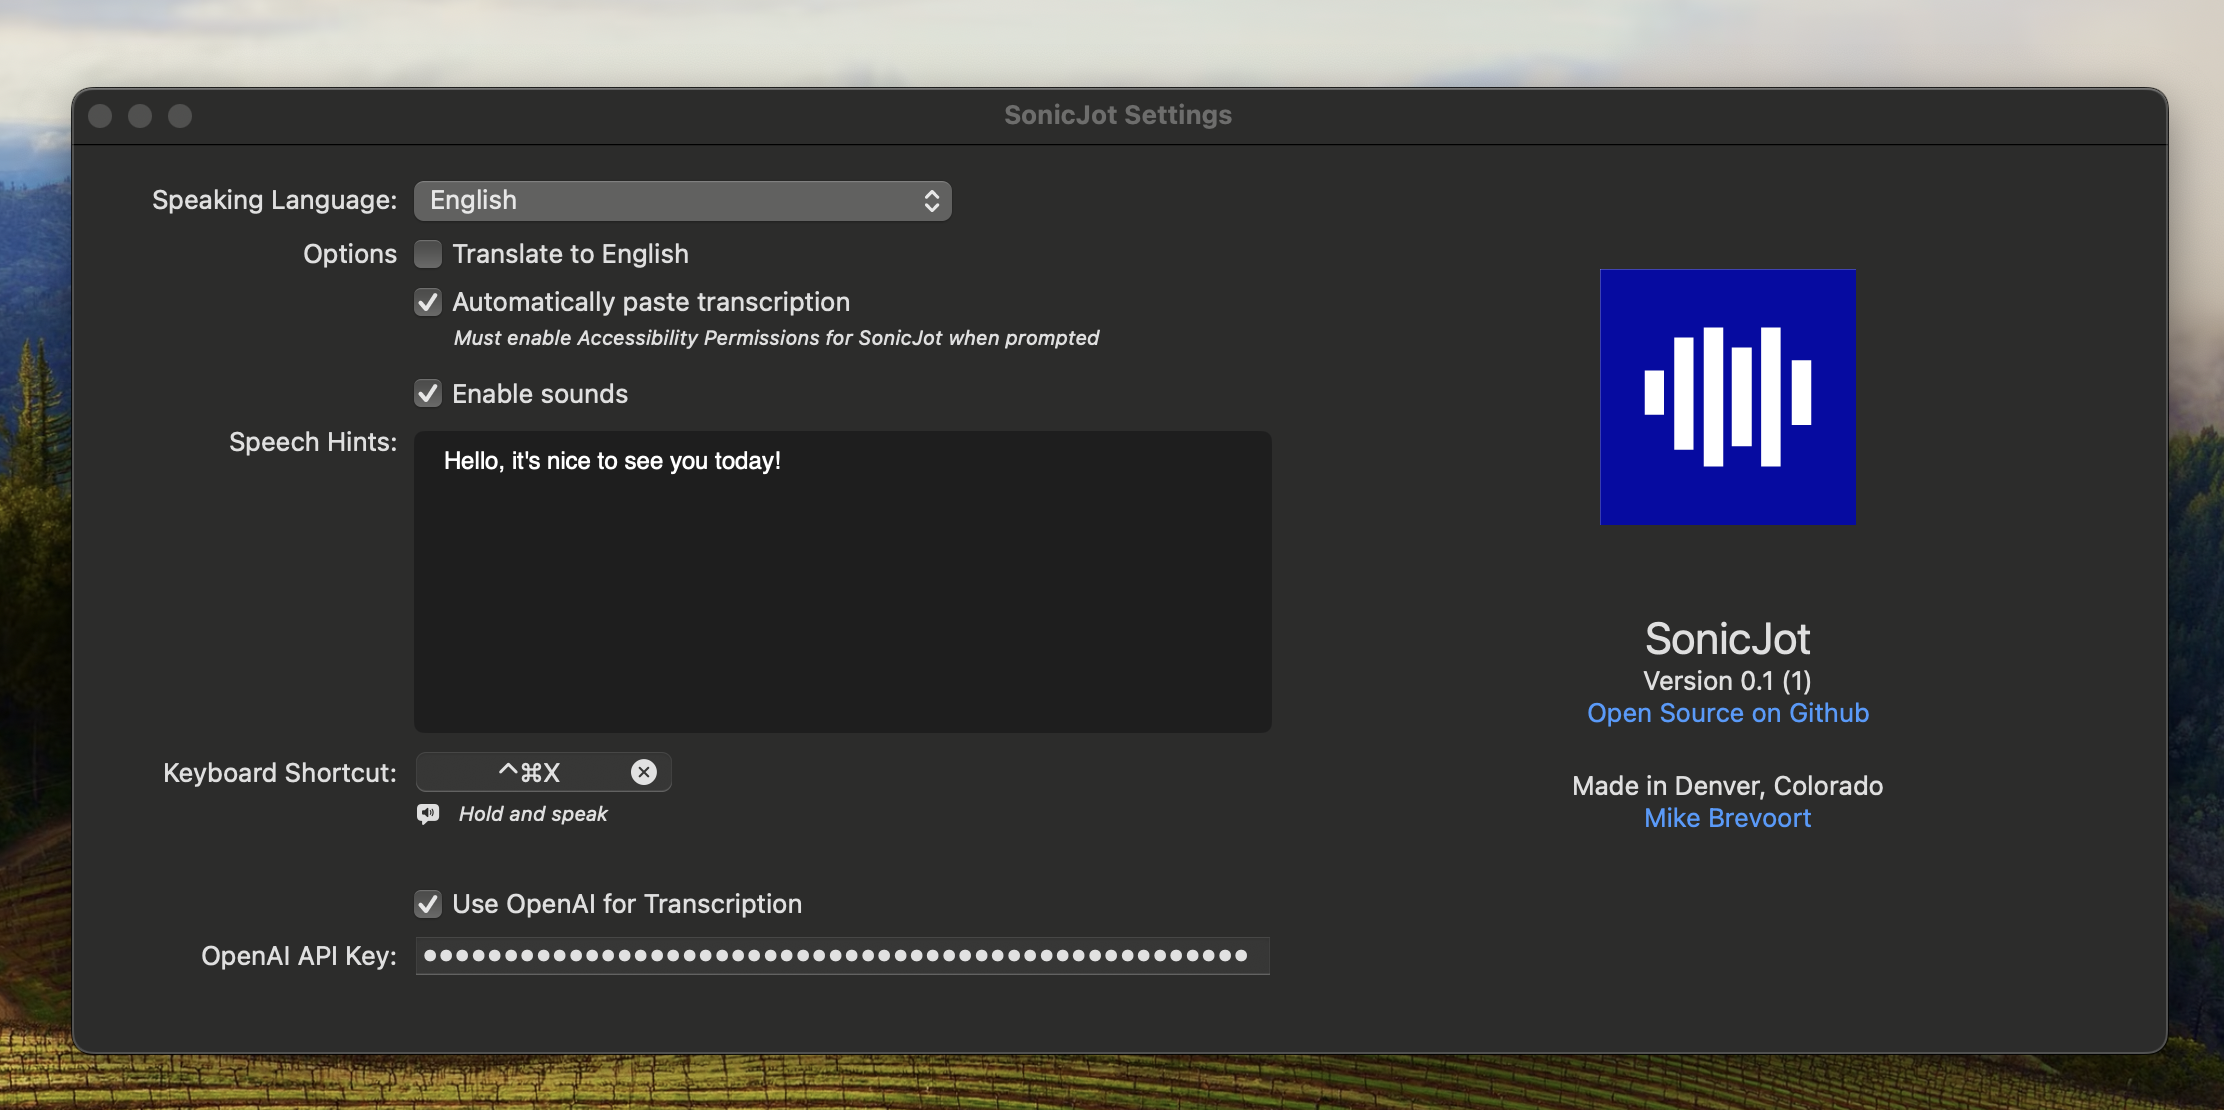 SonicJot Settings
Speaking Language: English
Options Translate to English
Automatically paste transcription
Must enable Accessibility Permissions for SonicJot when prompted
Enable sounds
Speech Hints: Hello, it's nice to see you today!
Keyboard Shortcut: ^⌘X
Hold and speak
Use OpenAI for Transcription
OpenAI API Key: ●●●●●●●●●●●●●●●●●●●●●●●●●●●●●●●●●●●●●●●●●●●●●●●●●●●
SonicJot
Version 0.1 (1)
Open Source on Github
Made in Denver, Colorado
Mike Brevoort